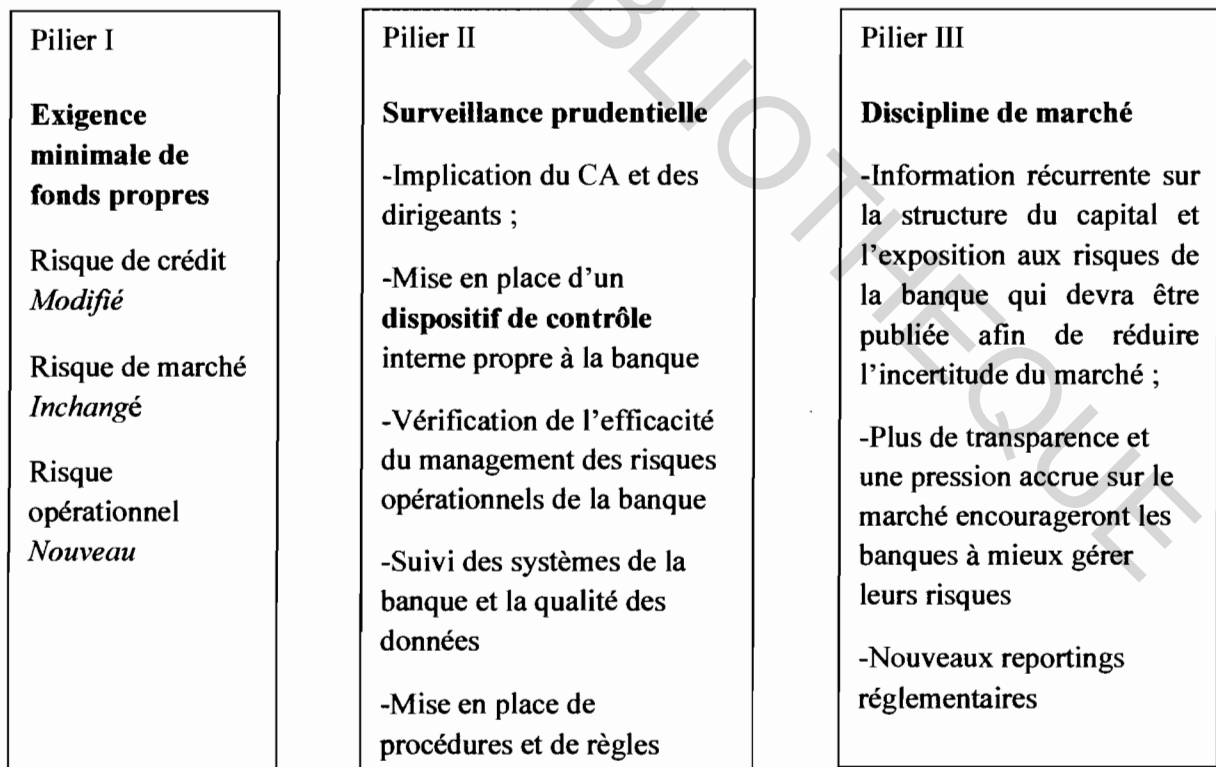 Pilier I
Exigence
minimale de
fonds propres
Risque de crédit
Modifié
Risque de marché
Inchangé
Risque
opérationnel
Nouveau
Pilier II
Surveillance prudentielle
-Implication du CA et des
dirigeants ;
-Mise en place d’un
dispositif de contrôle
interne propre à la banque
-Vérification de l’efficacité
du management des risques
opérationnels de la banque
-Suivi des systèmes de la
banque et la qualité des
données
-Mise en place de
procédures et de règles
Pilier III
Discipline de marché
-Information récurrente sur
la structure du capital et
l’exposition aux risques de
la banque qui devra être
publiée afin de réduire
l’incertitude du marché ;
-Plus de transparence et
une pression accrue sur le
marché encourageront les
banques à mieux gérer
leurs risques
-Nouveaux reportings
réglementaires
BLIOTHEQUE